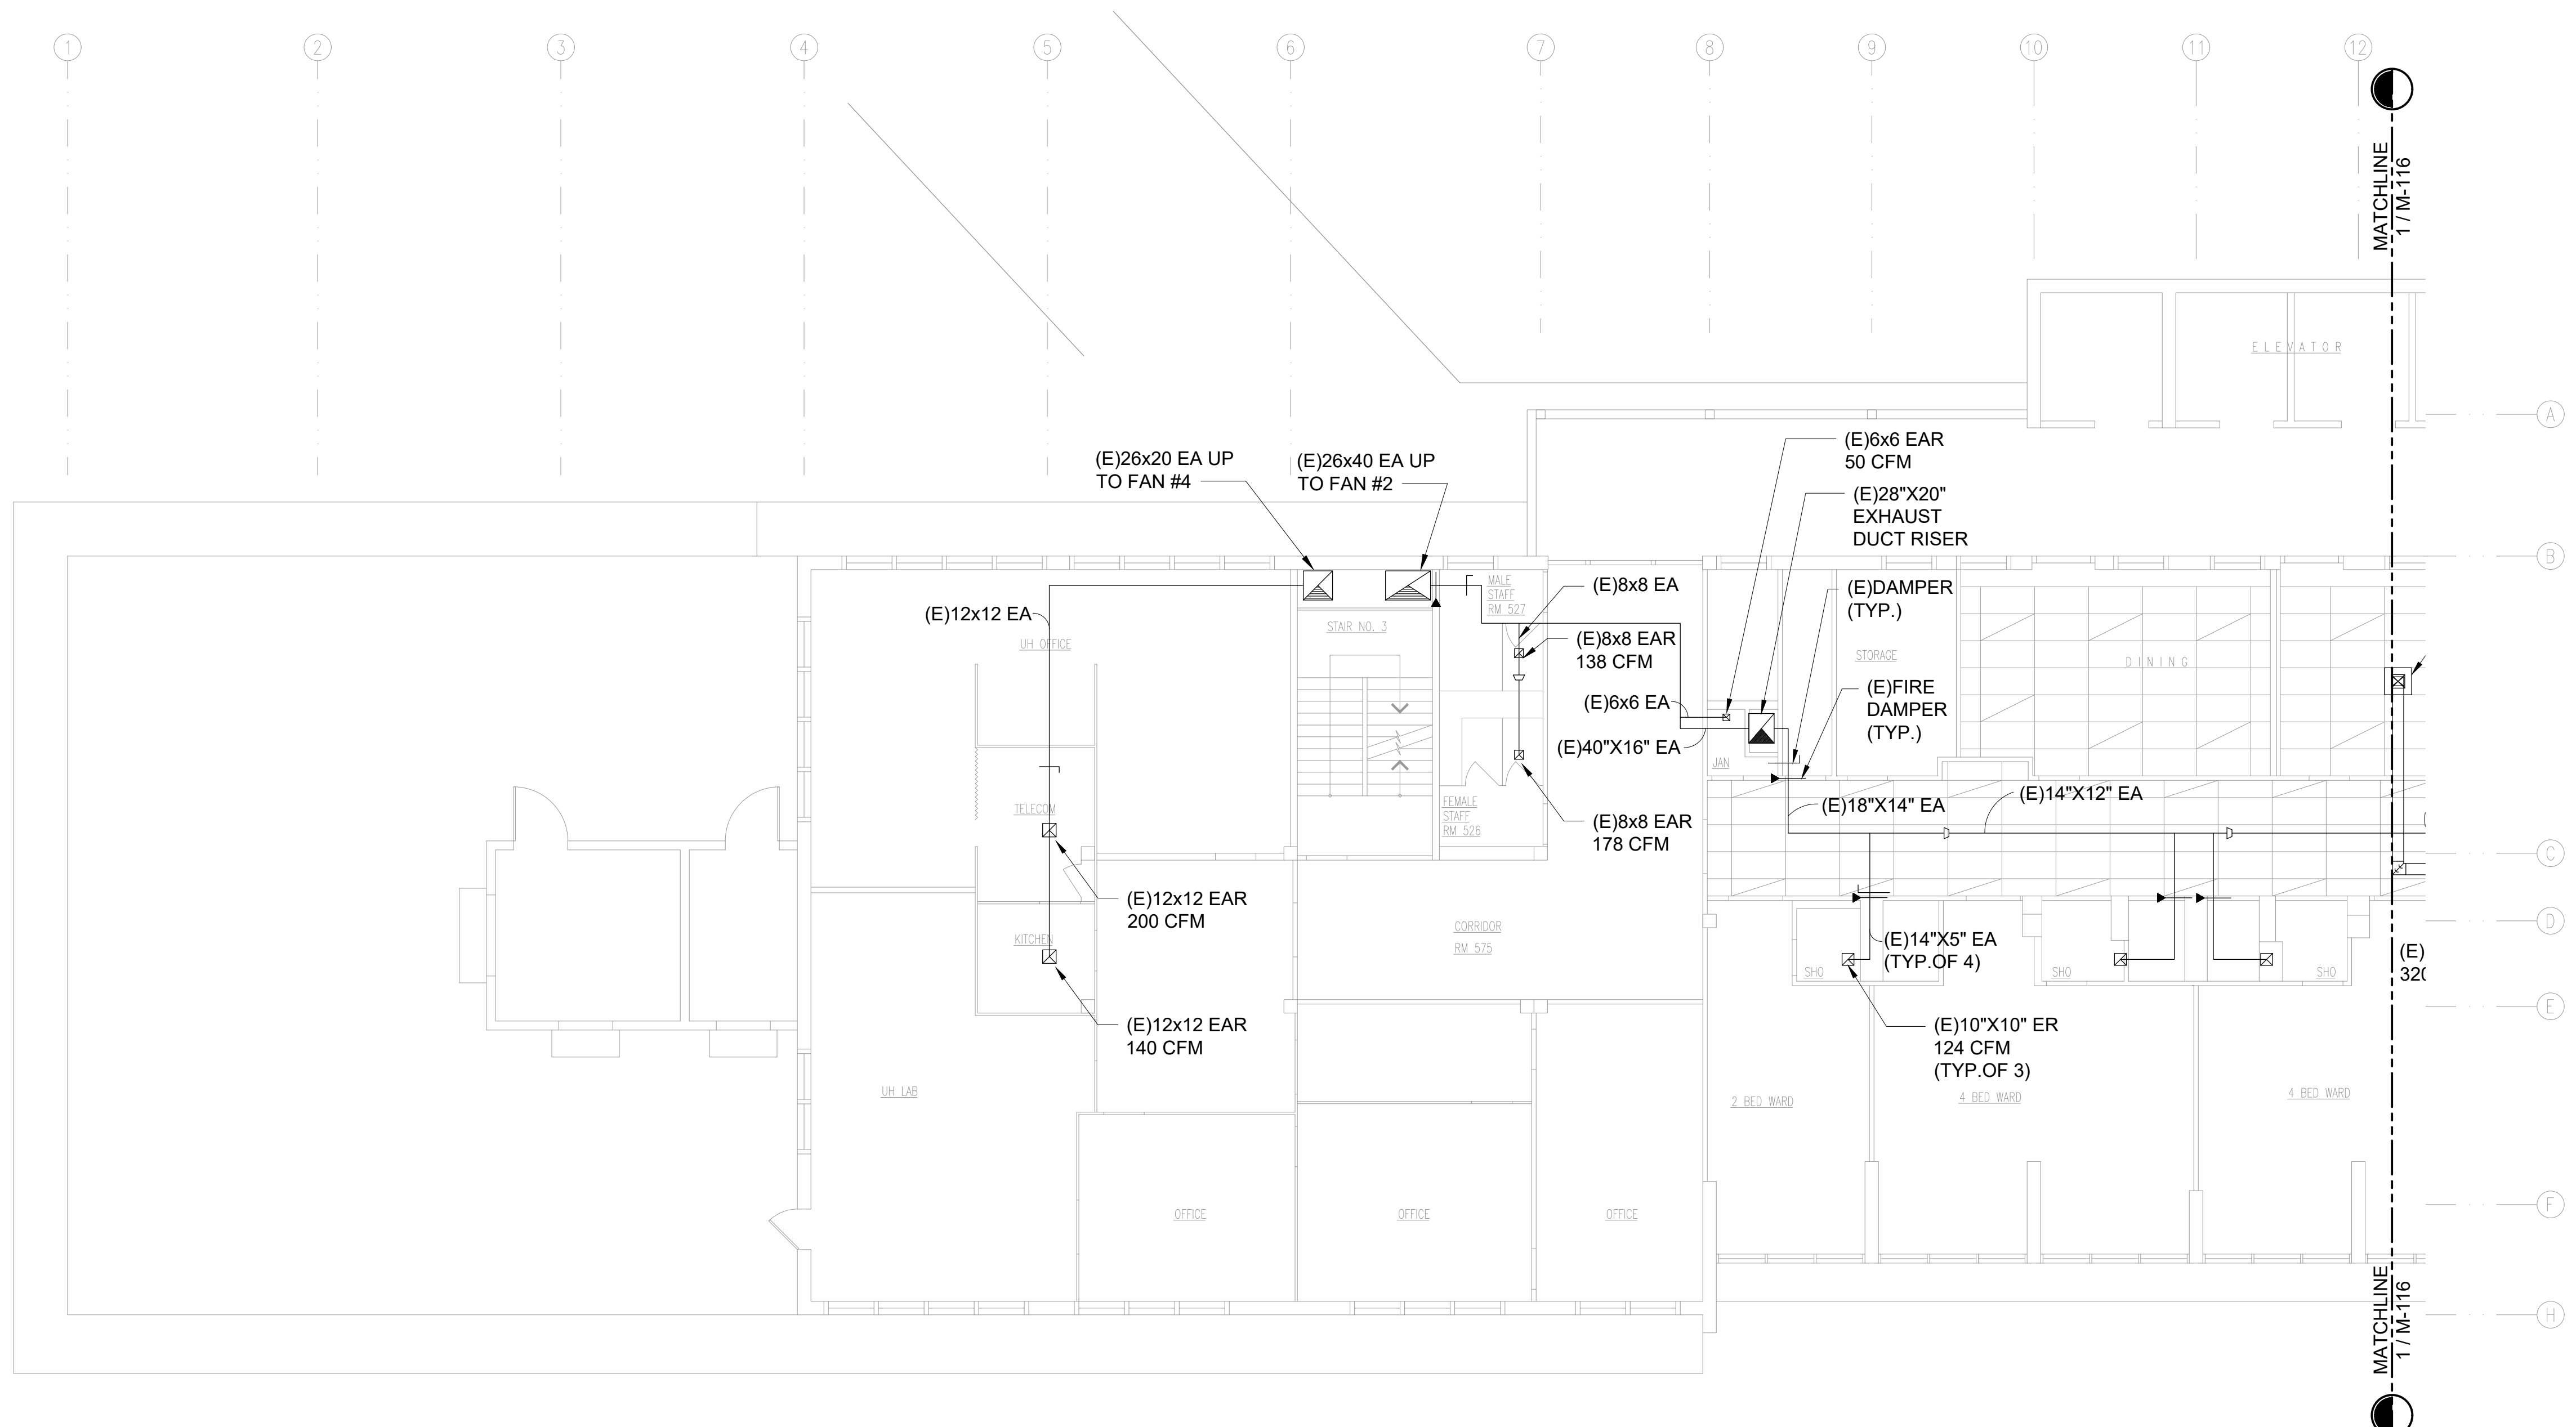 1
2
3
4
5
6
7
8
9
10
11
12
MATCHLINE
1 / M-116
ELEVATOR
A
(E)26x20 EA UP
TO FAN #4
(E)26x40 EA UP
TO FAN #2
(E)6x6 EAR
50 CFM
(E)28"X20"
EXHAUST
DUCT RISER
B
(E)12x12 EA
UH OFFICE
STAIR NO. 3
MALE
STAFF
RM 527
(E)8x8 EA
(E)8x8 EAR
138 CFM
(E)6x6 EA
(E)40"X16" EA
(E)DAMPER
(TYP.)
STORAGE
DINING
(E)FIRE
DAMPER
(TYP.)
JAN
TELECOM
FEMALE
STAFF
RM 526
(E)8x8 EAR
178 CFM
(E)18"X14" EA
(E)14"X12" EA
C
(E)12x12 EAR
200 CFM
KITCHEN
CORRIDOR
RM 575
(E)14"X5" EA
(TYP.OF 4)
SHO
SHO
SHO
(E)
320
D
E
(E)12x12 EAR
140 CFM
(E)10"X10" ER
124 CFM
(TYP.OF 3)
UH LAB
2 BED WARD
4 BED WARD
4 BED WARD
OFFICE
OFFICE
OFFICE
F
MATCHLINE
1 / M-116
H